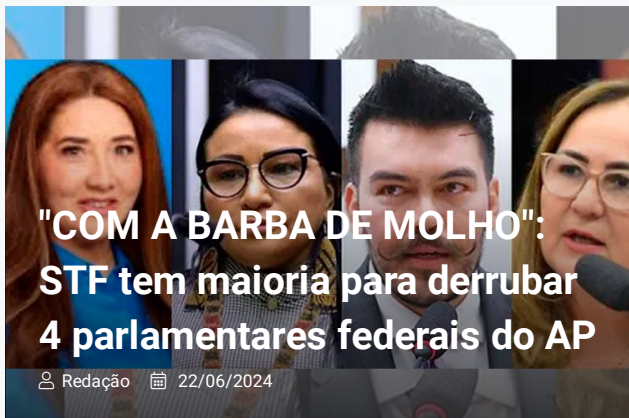 "COM A BARBA DE MOLHO":
STF tem maioria para derrubar
4 parlamentares federais do AP
Redação 22/06/2024